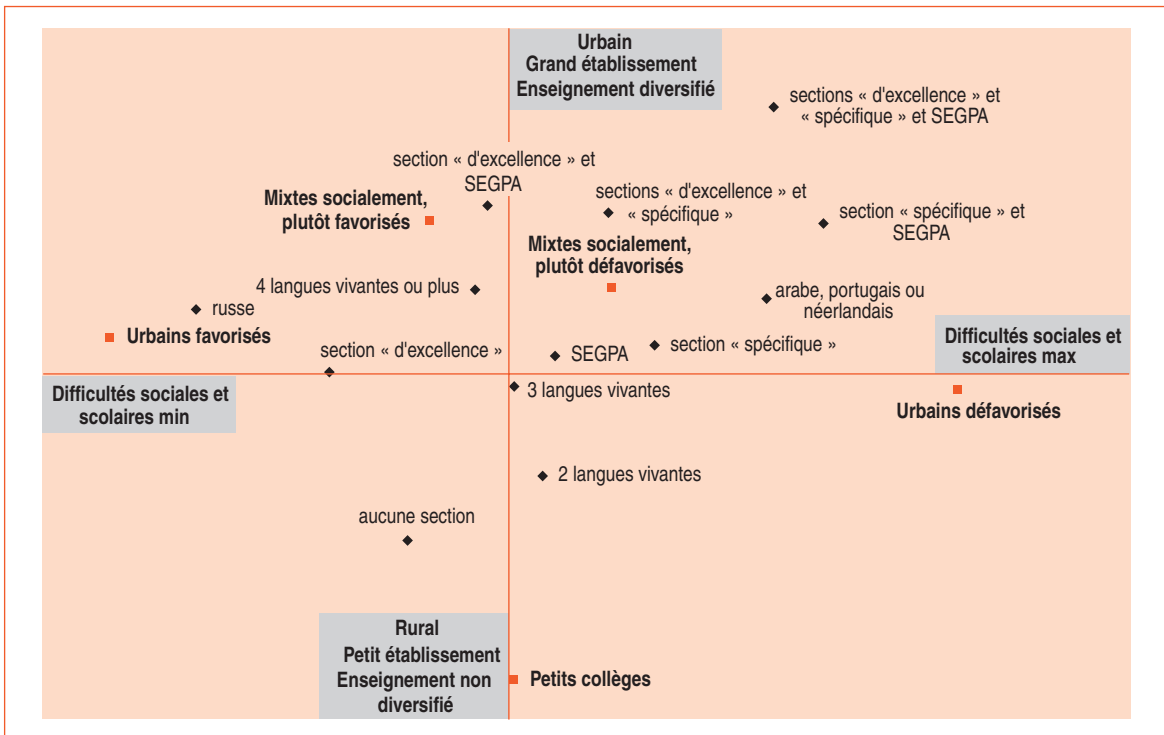 Urbain
Grand établissement
Enseignement diversifié
sections « d'excellence » et
« spécifique » et SEGPA
section « d'excellence » et
SEGPA
Mixtes socialement,
plutôt favorisés
sections « d'excellence » et
« spécifique »
section « spécifique » et
SEGPA
Mixtes socialement,
plutôt défavorisés
4 langues vivantes ou plus
arabe, portugais ou
néerlandais
russe
Urbains favorisés
section « d'excellence »
SEGPA
section « spécifique »
Difficultés sociales et
scolaires max
Difficultés sociales et
scolaires min
3 langues vivantes
Urbains défavorisés
2 langues vivantes
aucune section
Rural
Petit établissement
Enseignement non
diversifié
Petits collèges